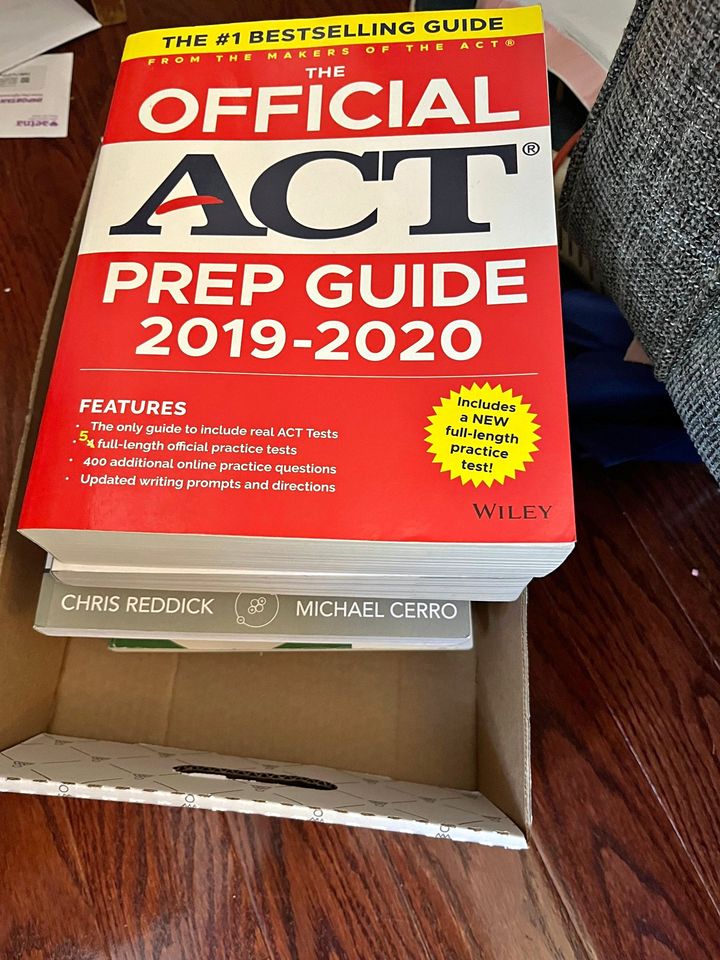 THE #1 BESTSELLING GUIDE
FROM THE MAKERS OF THE ACT®
THE
OFFICIAL
ACT®
PREP GUIDE
2019-2020
FEATURES
• The only guide to include real ACT Tests
• 5 full-length official practice tests
• 400 additional online practice questions
• Updated writing prompts and directions
Includes
a NEW
full-length
practice
test!
WILEY
CHRIS REDDICK MICHAEL CERRO
aetna